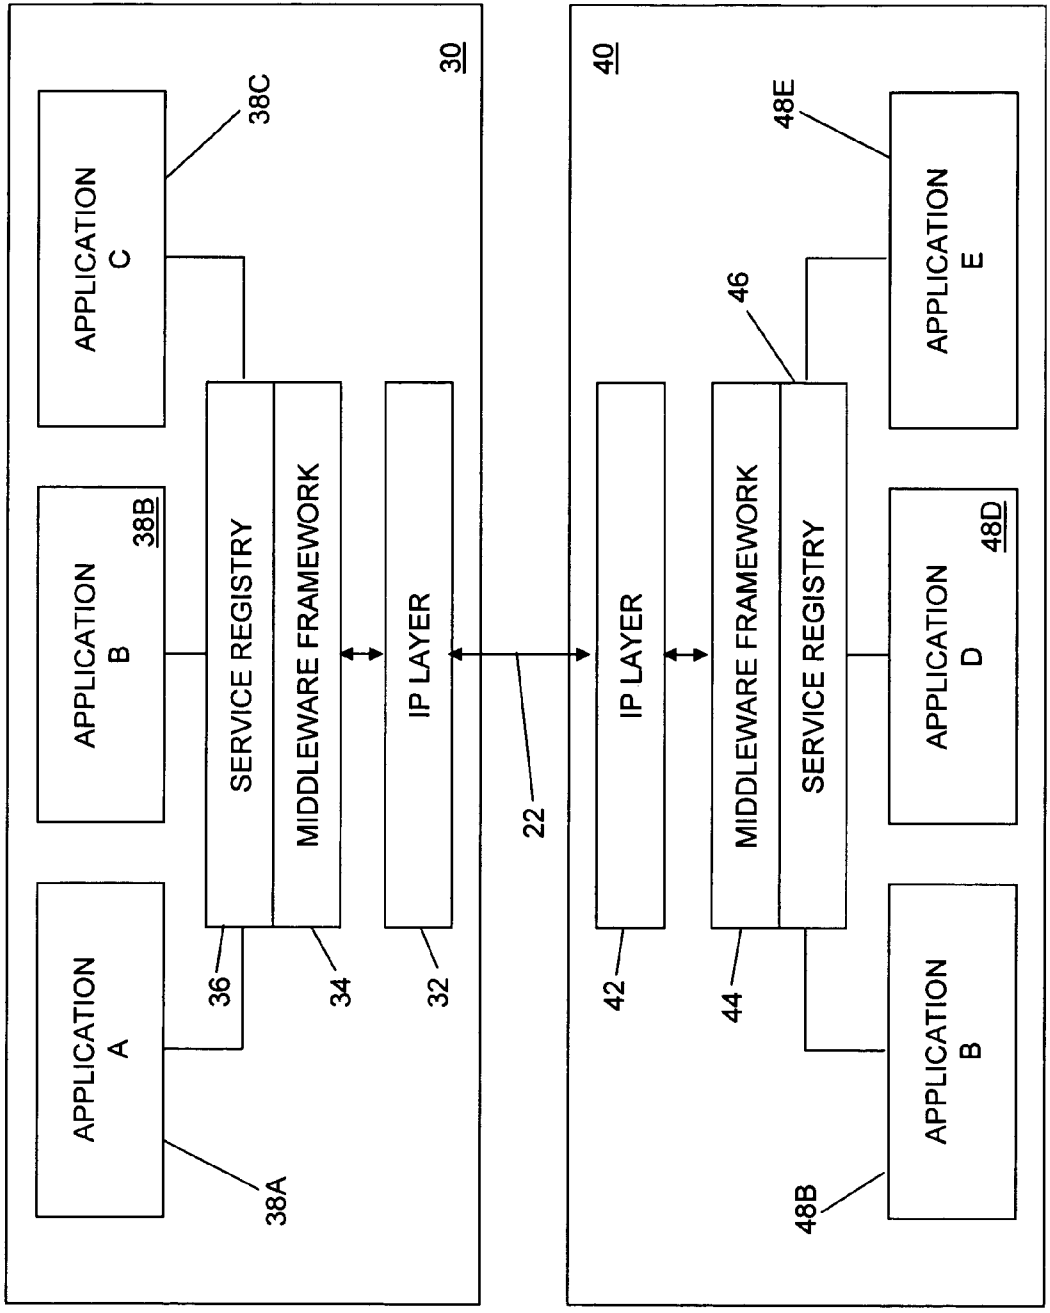 30
APPLICATION
A
38A
APPLICATION
B
38B
APPLICATION
C
38C
36
SERVICE REGISTRY
34
MIDDLEWARE FRAMEWORK
32
IP LAYER
22
40
42
IP LAYER
44
MIDDLEWARE FRAMEWORK
SERVICE REGISTRY
46
48B
APPLICATION
B
APPLICATION
D
48D
48E
APPLICATION
E